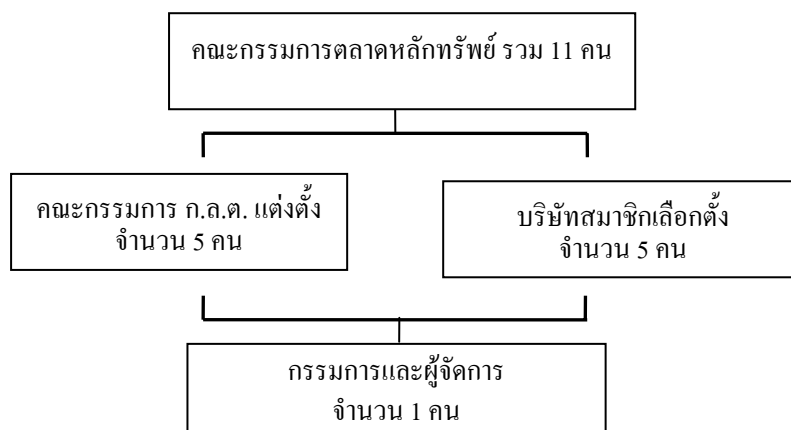 คณะกรรมการตลาดหลักทรัพย์ รวม 11 คน
คณะกรรมการ ก.ล.ต. แต่งตั้ง
จำนวน 5 คน
บริษัทสมาชิกเลือกตั้ง
จำนวน 5 คน
กรรมการและผู้จัดการ
จำนวน 1 คน